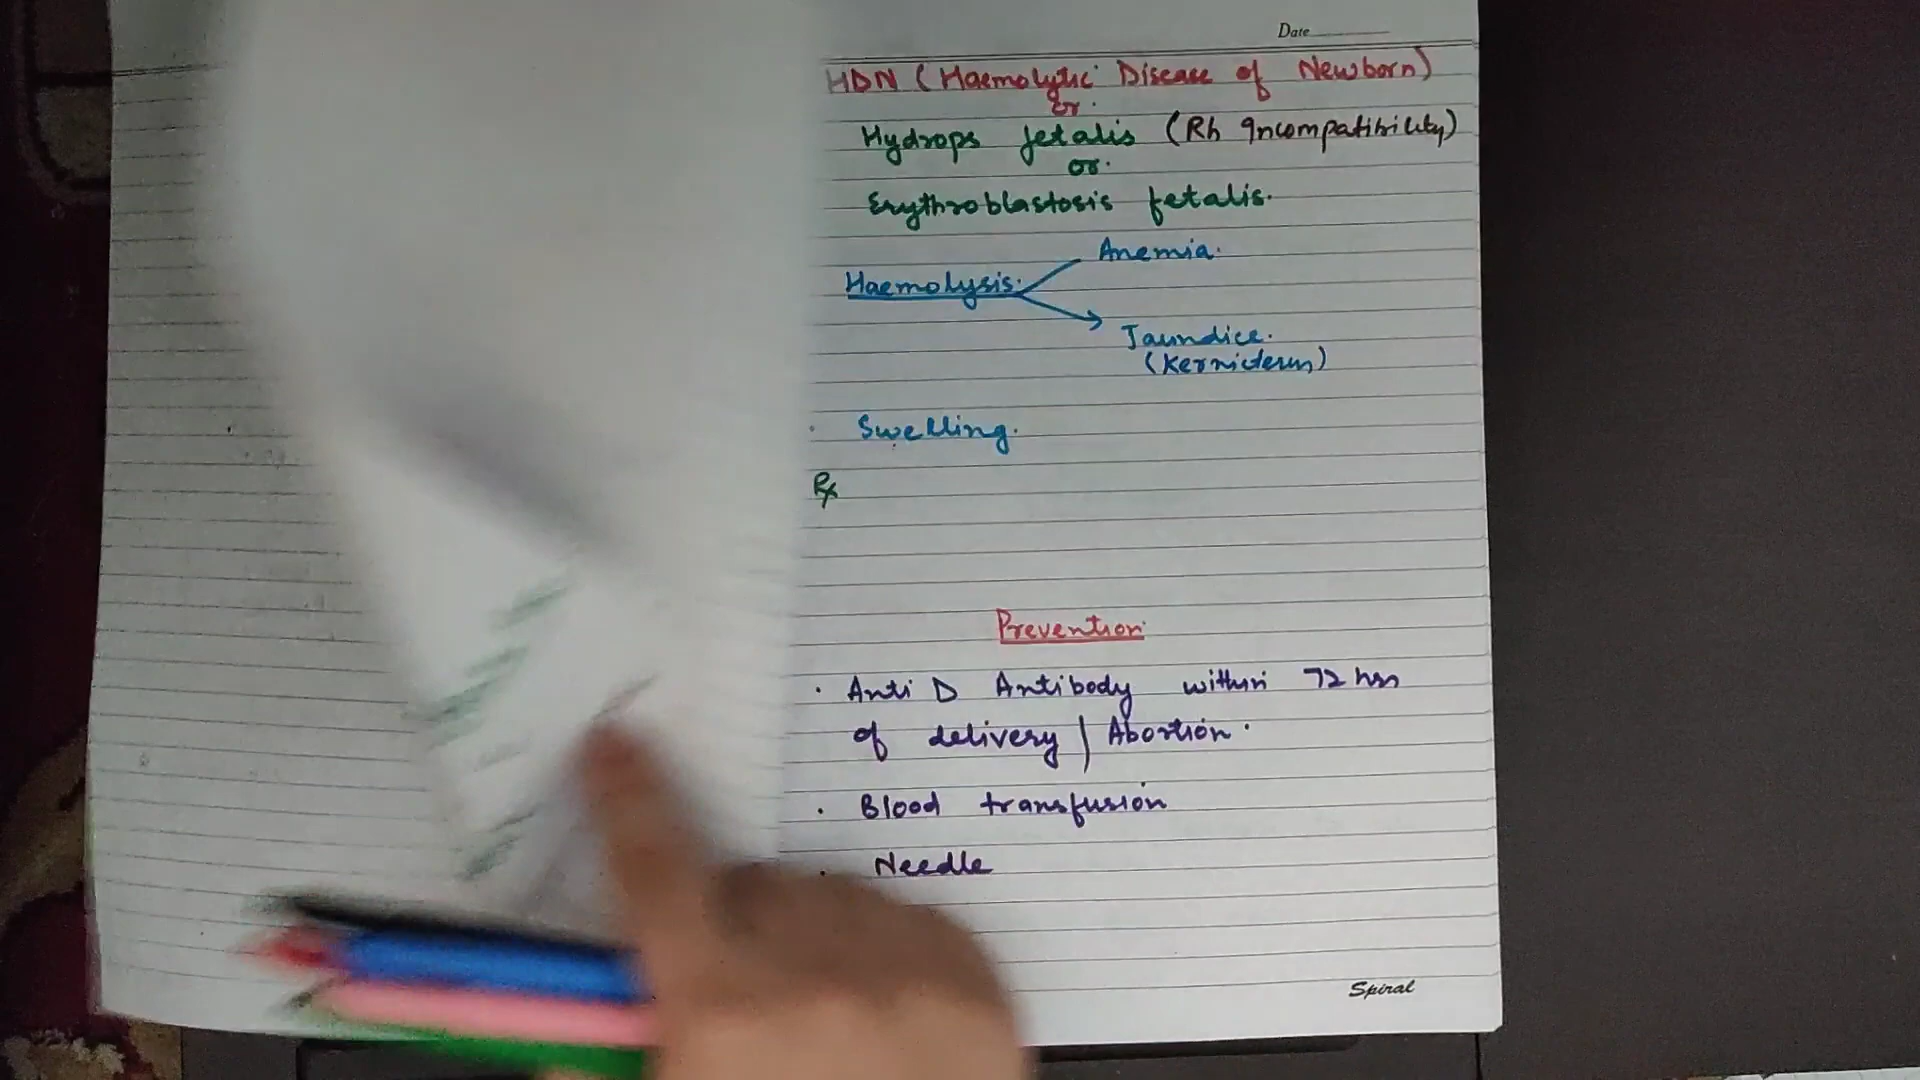 Date
HDN (Haemolytic Disease of Newborn)
or
Hydrops fetalis (Rh Incompatibility)
or
Erythroblastosis fetalis.
Anemia.
Haemolysis.
Jaundice.
(Kernicterus)
Swelling.
Rx
Prevention
· Anti D Antibody within 72 hrs
of delivery / Abortion.
· Blood transfusion
· Needle
Spiral